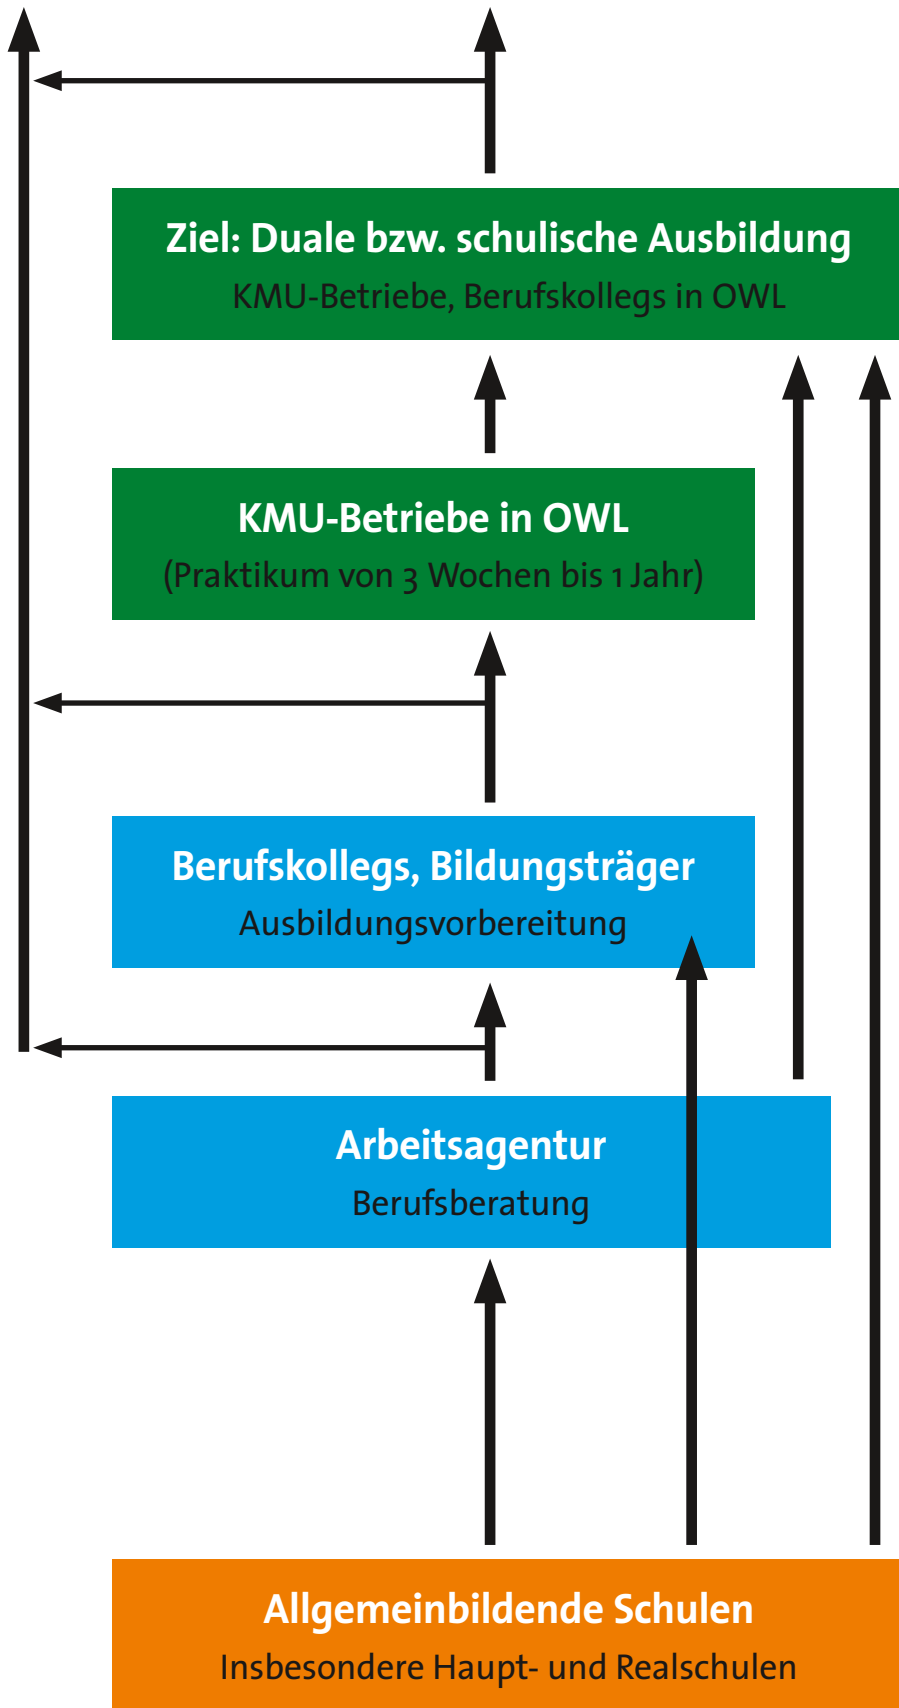 Ziel: Duale bzw. schulische Ausbildung
KMU-Betriebe, Berufskollegs in OWL
KMU-Betriebe in OWL
(Praktikum von 3 Wochen bis 1 Jahr)
Berufskollegs, Bildungsträger
Ausbildungsvorbereitung
Arbeitsagentur
Berufsberatung
Allgemeinbildende Schulen
Insbesondere Haupt- und Realschulen